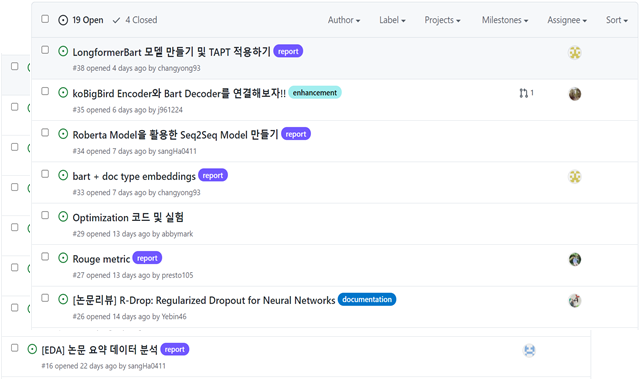 19 Open 4 Closed Author Label Projects Milestones Assignee Sort
LongformerBart 모델 만들기 및 TAPT 적용하기 report
#38 opened 4 days ago by changyong93
koBigBird Encoder와 Bart Decoder를 연결해보자!! enhancement 1
#35 opened 6 days ago by j961224
Roberta Model을 활용한 Seq2Seq Model 만들기 report
#34 opened 7 days ago by sangHa0411
bart + doc type embeddings report
#33 opened 7 days ago by changyong93
Optimization 코드 및 실험
#29 opened 13 days ago by abbymark
Rouge metric report
#27 opened 13 days ago by presto105
[논문리뷰] R-Drop: Regularized Dropout for Neural Networks documentation
#26 opened 14 days ago by Yebin46
[EDA] 논문 요약 데이터 분석 report
#16 opened 22 days ago by sangHa0411